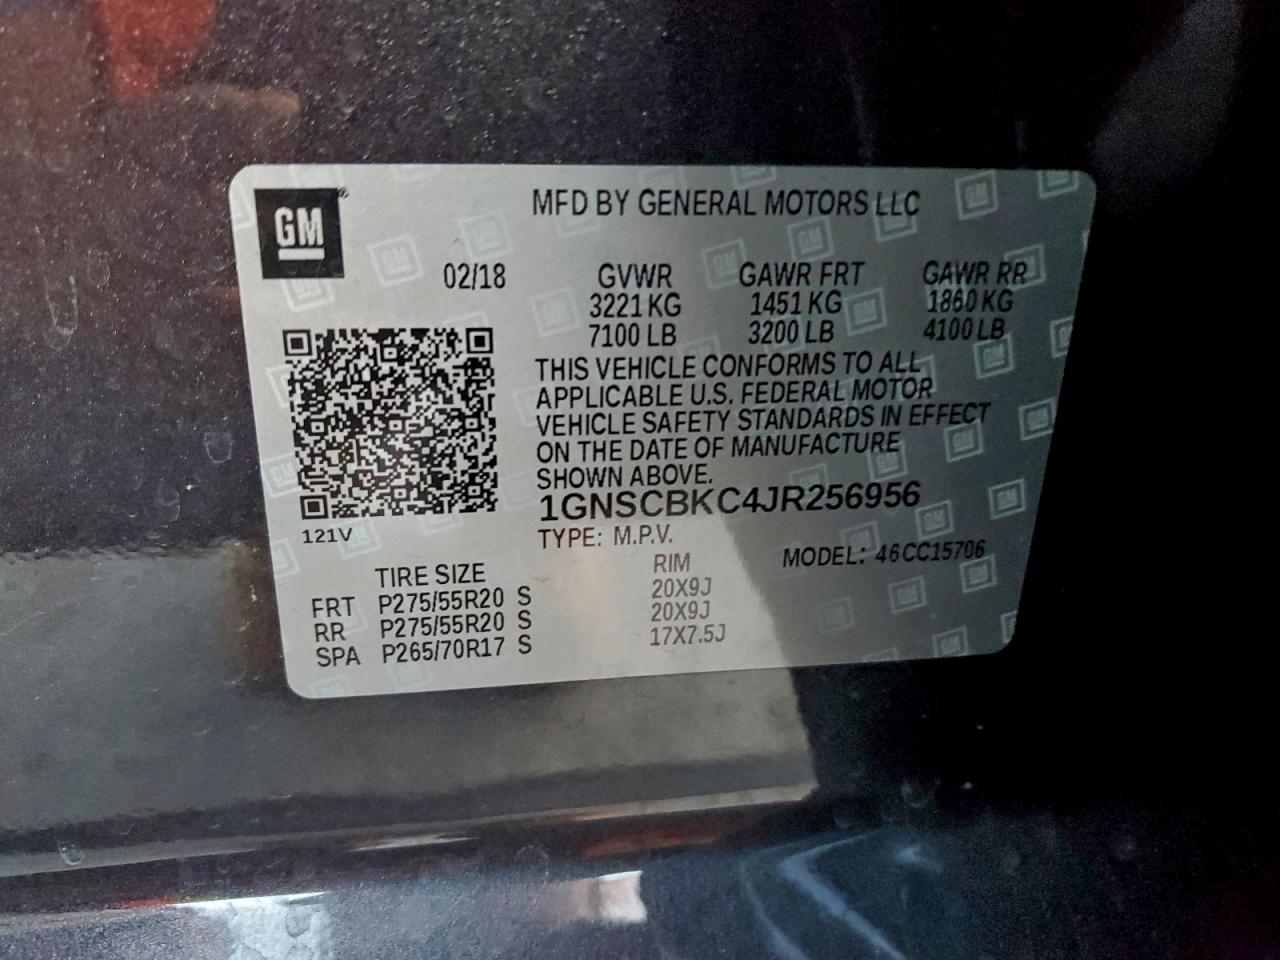 GM®
MFD BY GENERAL MOTORS LLC
02/18 GVWR GAWR FRT GAWR RR
3221 KG 1451 KG 1860 KG
7100 LB 3200 LB 4100 LB
THIS VEHICLE CONFORMS TO ALL
APPLICABLE U.S. FEDERAL MOTOR
VEHICLE SAFETY STANDARDS IN EFFECT
ON THE DATE OF MANUFACTURE
SHOWN ABOVE.
1GNSCBKC4JR256956
121V
TYPE: M.P.V. MODEL: 46CC15706
TIRE SIZE RIM
FRT P275/55R20 S 20X9J
RR P275/55R20 S 20X9J
SPA P265/70R17 S 17X7.5J